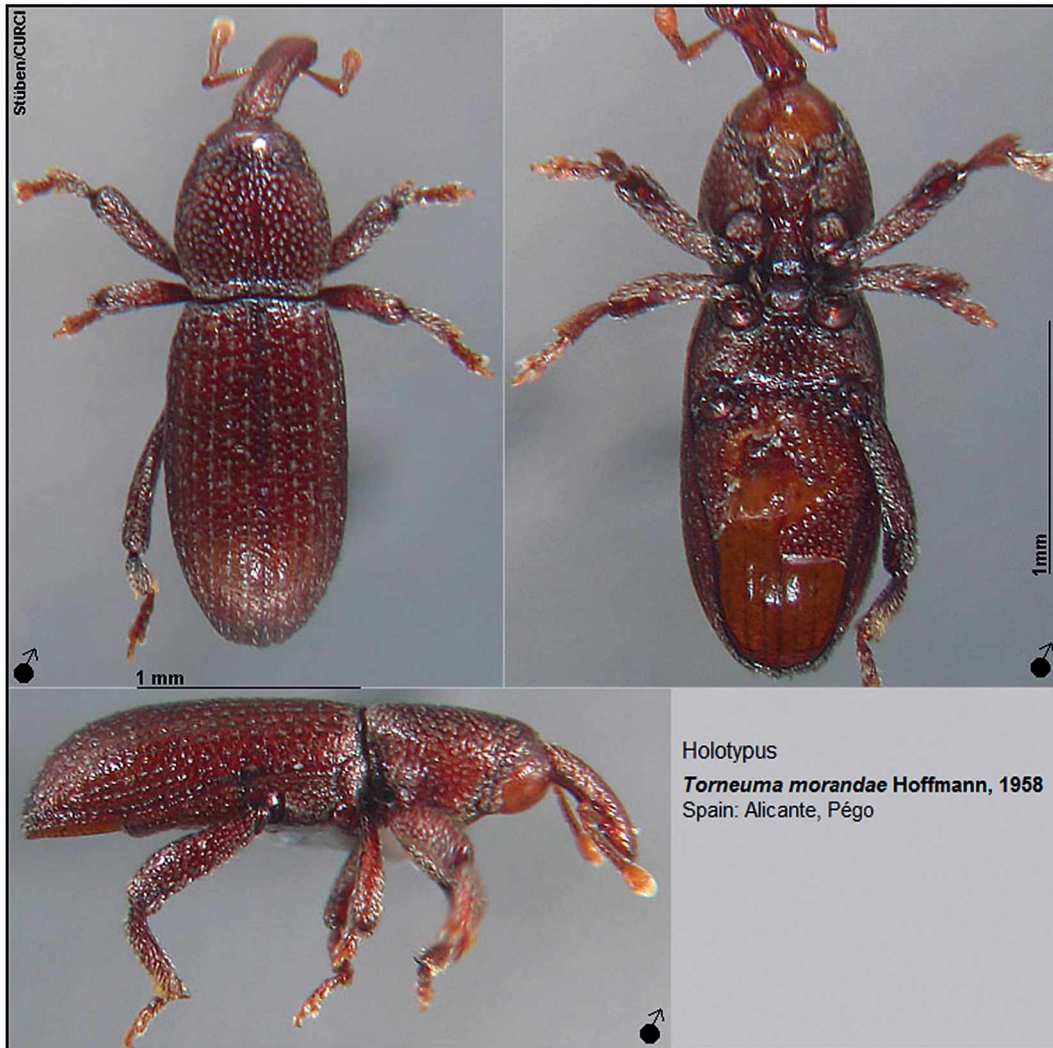 Stüben/CURCI
1 mm
1mm
Holotypus
Torneuma morandae Hoffmann, 1958
Spain: Alicante, Pégo